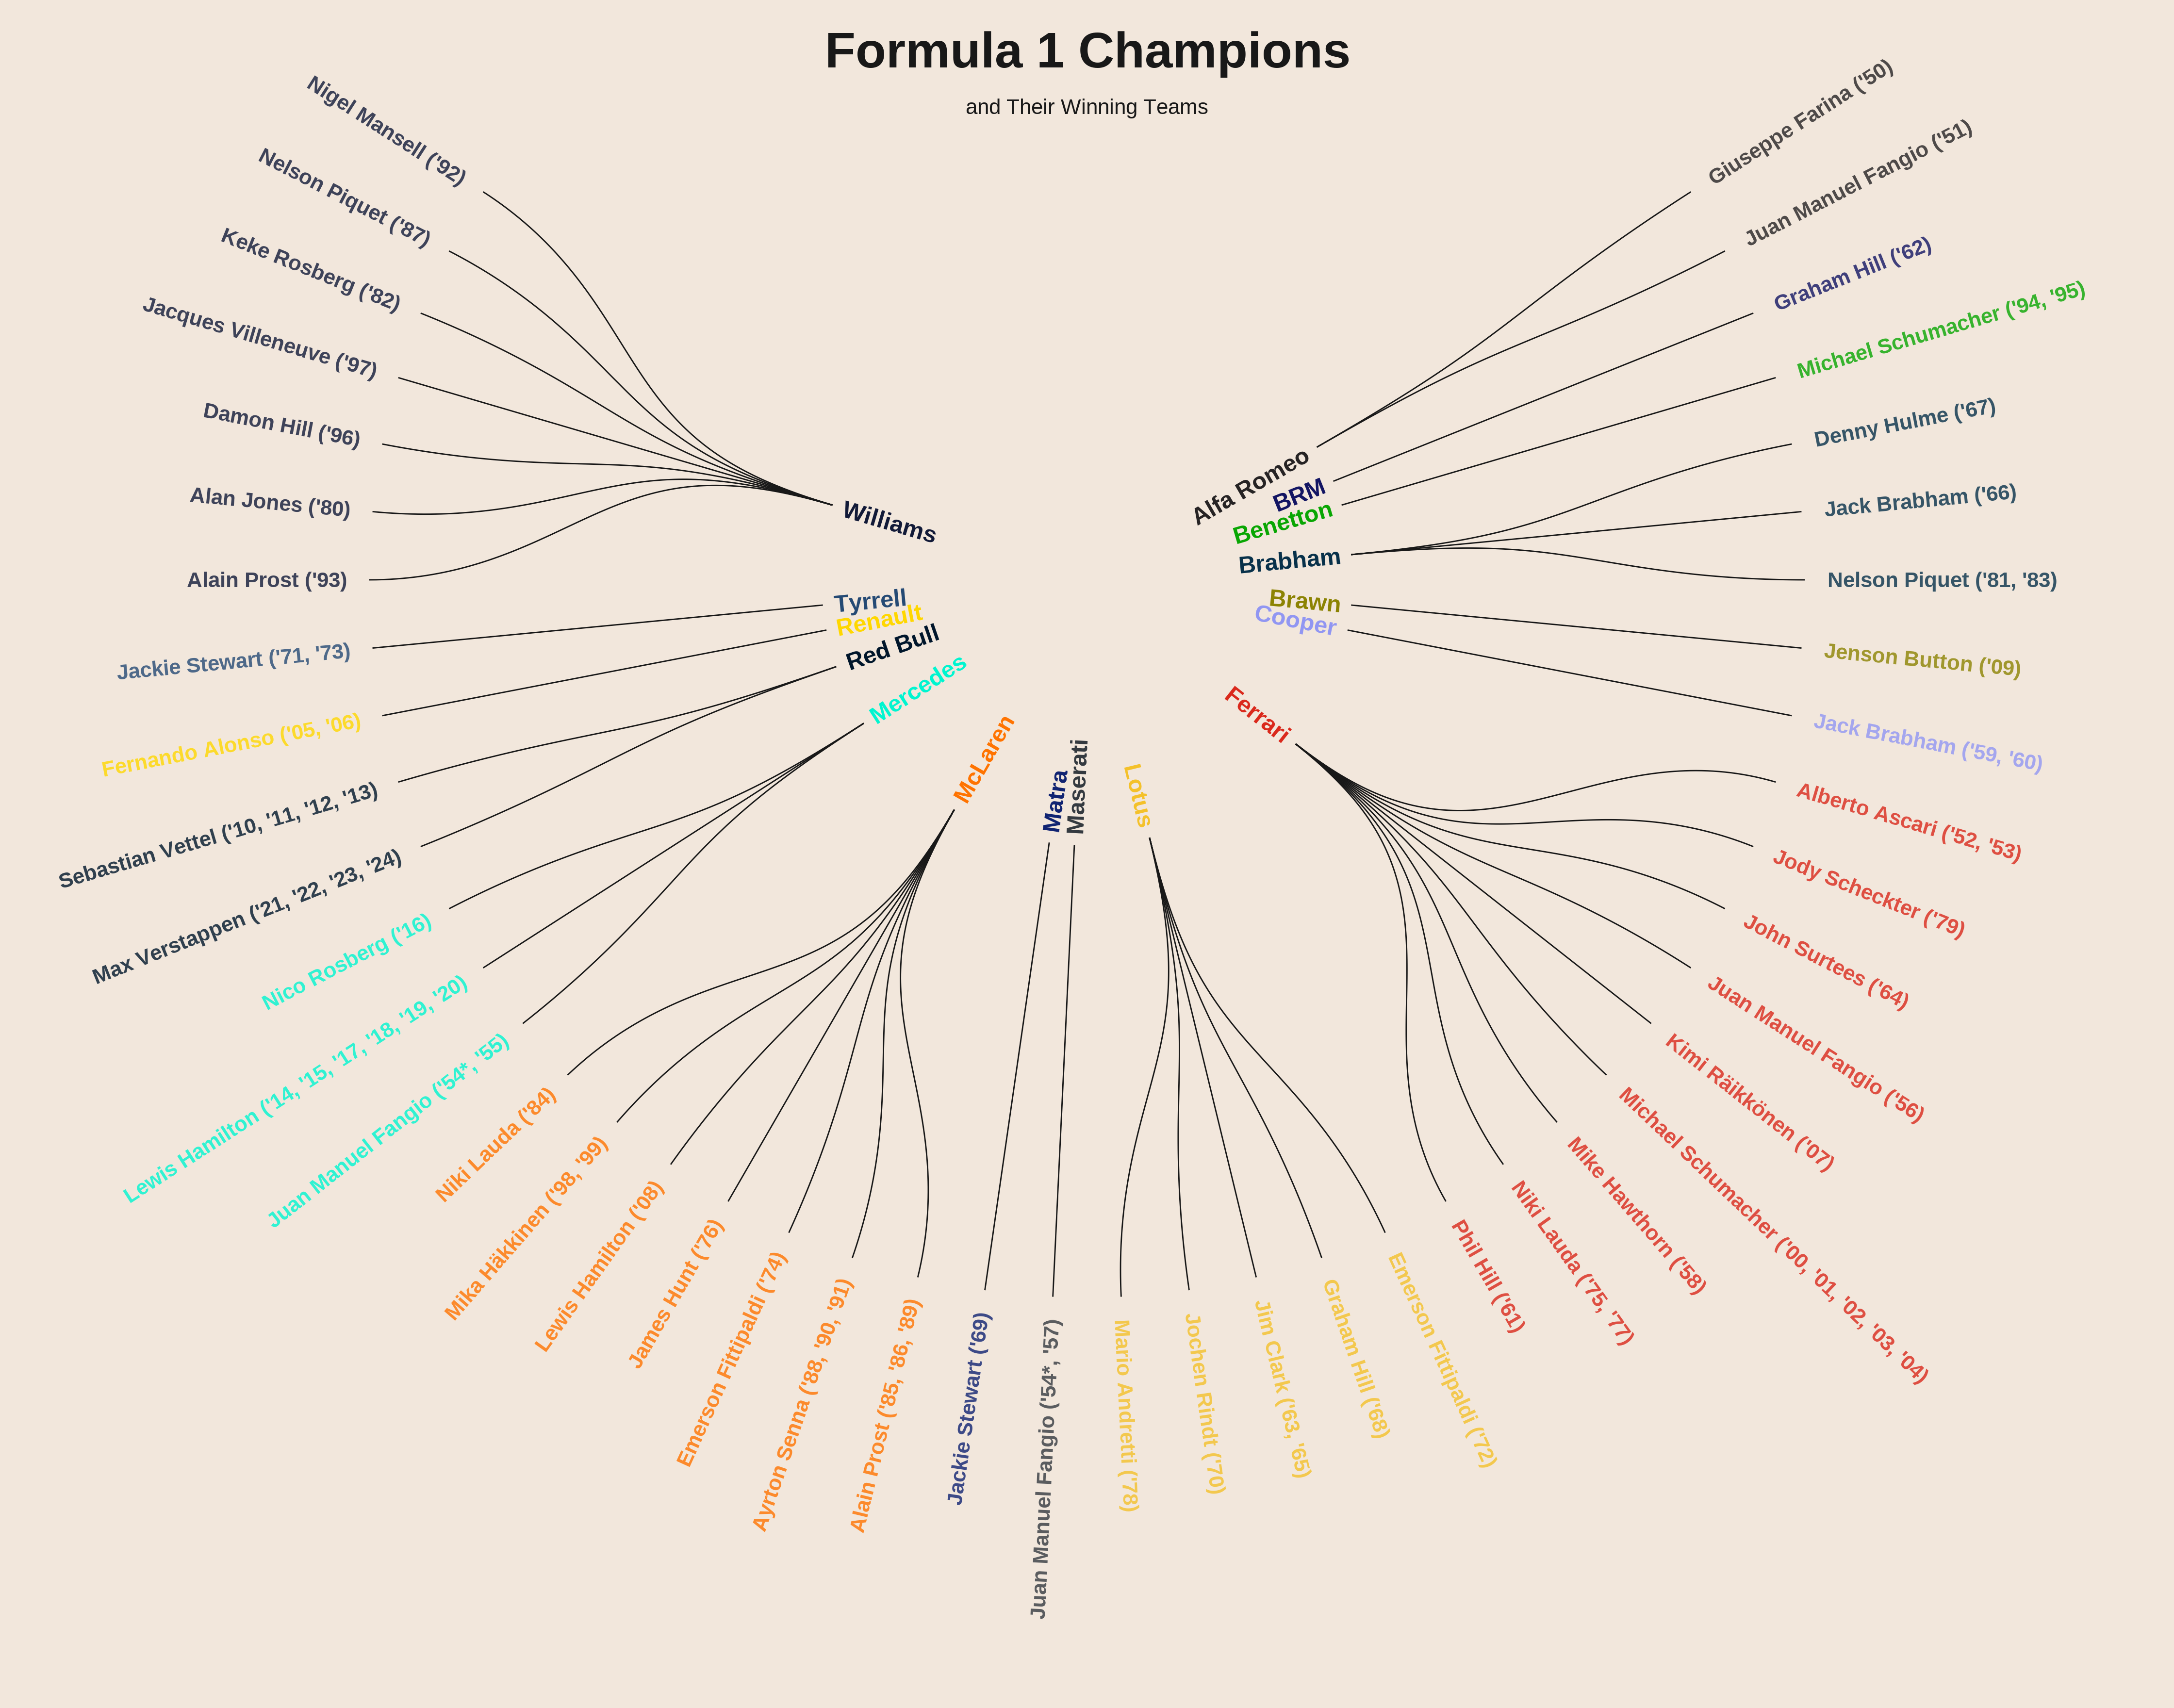 Formula 1 Champions
and Their Winning Teams
Alfa Romeo
Giuseppe Farina ('50)
Juan Manuel Fangio ('51)
BRM
Graham Hill ('62)
Benetton
Michael Schumacher ('94, '95)
Brabham
Denny Hulme ('67)
Jack Brabham ('66)
Nelson Piquet ('81, '83)
Brawn
Jenson Button ('09)
Cooper
Jack Brabham ('59, '60)
Ferrari
Alberto Ascari ('52, '53)
Jody Scheckter ('79)
John Surtees ('64)
Juan Manuel Fangio ('56)
Kimi Räikkönen ('07)
Michael Schumacher ('00, '01, '02, '03, '04)
Mike Hawthorn ('58)
Niki Lauda ('75, '77)
Phil Hill ('61)
Lotus
Emerson Fittipaldi ('72)
Graham Hill ('68)
Jim Clark ('63, '65)
Jochen Rindt ('70)
Mario Andretti ('78)
Maserati
Juan Manuel Fangio ('54*, '57)
Matra
Jackie Stewart ('69)
McLaren
Alain Prost ('85, '86, '89)
Ayrton Senna ('88, '90, '91)
Emerson Fittipaldi ('74)
James Hunt ('76)
Lewis Hamilton ('08)
Mika Häkkinen ('98, '99)
Niki Lauda ('84)
Mercedes
Juan Manuel Fangio ('54*, '55)
Lewis Hamilton ('14, '15, '17, '18, '19, '20)
Nico Rosberg ('16)
Red Bull
Max Verstappen ('21, '22, '23, '24)
Sebastian Vettel ('10, '11, '12, '13)
Renault
Fernando Alonso ('05, '06)
Tyrrell
Jackie Stewart ('71, '73)
Williams
Alain Prost ('93)
Alan Jones ('80)
Damon Hill ('96)
Jacques Villeneuve ('97)
Keke Rosberg ('82)
Nelson Piquet ('87)
Nigel Mansell ('92)